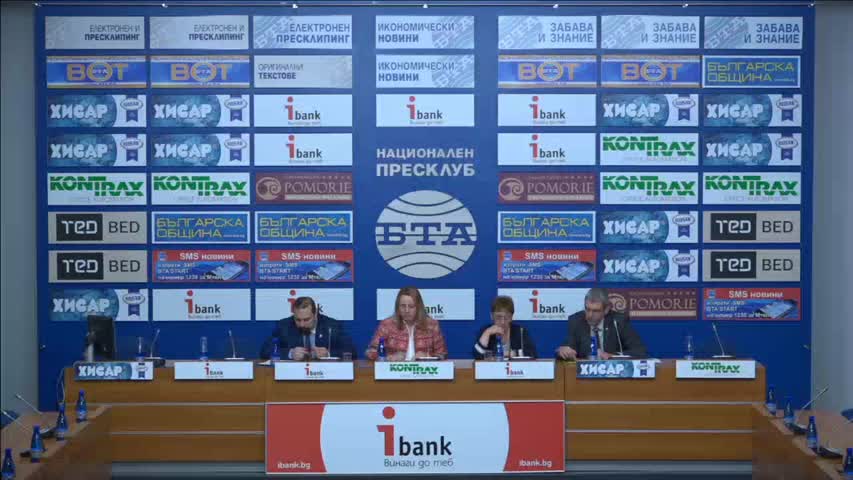 ЕЛЕКТРОНЕН И
ПРЕСКЛИПИНГ
ЕЛЕКТРОНЕН И
ПРЕСКЛИПИНГ
ЕЛЕКТРОНЕН
ПРЕСКЛИПИНГ
ИКОНОМИЧЕСКИ
НОВИНИ
ЗАБАВА
И ЗНАНИЕ
ЗАБАВА
И ЗНАНИЕ
ЗАБАВА
И ЗНАНИЕ
ВОТ
ВОТ
ОРИГИНАЛНИ
ТЕКСТОВЕ
ИКОНОМИЧЕСКИ
НОВИНИ
ВОТ
ВОТ
БЪЛГАРСКА
ОБЩИНА
ХИСАР
ХИСАР
ibank
ibank
ibank
ХИСАР
ХИСАР
ХИСАР
ХИСАР
ibank
НАЦИОНАЛЕН
ПРЕСКЛУБ
ibank
KONTRAX
ХИСАР
KONTRAX
KONTRAX
POMORIE
POMORIE
KONTRAX
KONTRAX
TED BED
БЪЛГАРСКА
ОБЩИНА
БЪЛГАРСКА
ОБЩИНА
БТА
БЪЛГАРСКА
ОБЩИНА
ХИСАР
TED BED
TED BED
SMS НОВИНИ
SMS НОВИНИ
SMS НОВИНИ
ХИСАР
TED BED
ХИСАР
ibank
ibank
POMORIE
SMS НОВИНИ
ХИСАР
ibank
ibank
KONTRAX
ibank
ХИСАР
KONTRAX
ibank
Винаги до теб
ibank.bg
ibank.bg